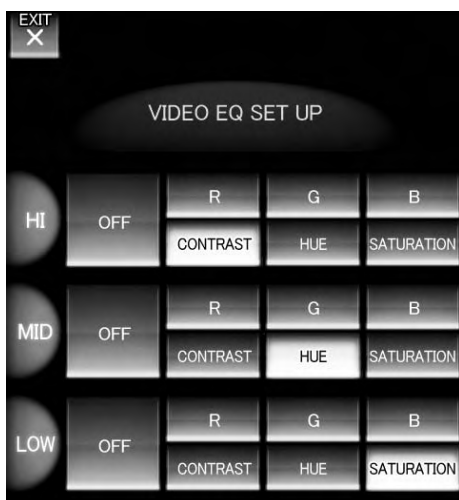 EXIT
×
VIDEO EQ SET UP
HI
OFF
R G B
CONTRAST HUE SATURATION
MID
OFF
R G B
CONTRAST HUE SATURATION
LOW
OFF
R G B
CONTRAST HUE SATURATION